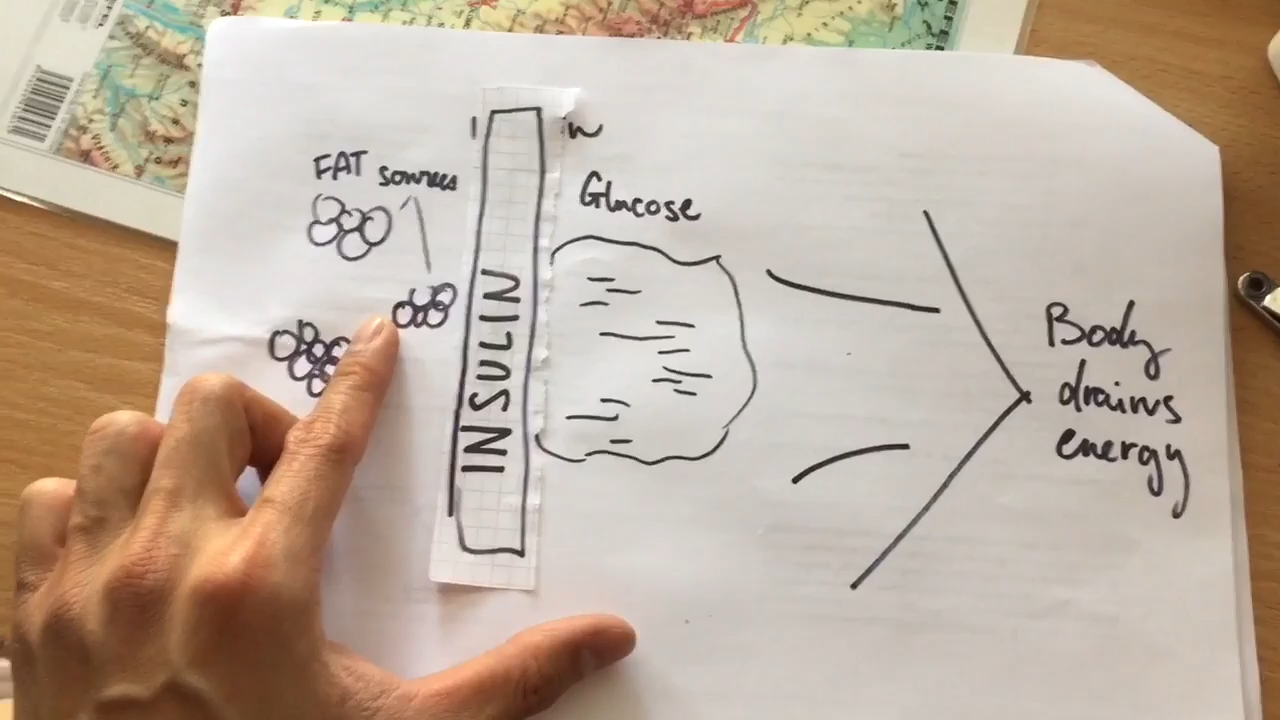 FAT sources
Glucose
INSULIN
Body
drains
energy